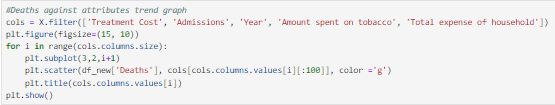 #Deaths against attributes trend graph
cols = X.filter(['Treatment Cost', 'Admissions', 'Year', 'Amount spent on tobacco', 'Total expense of household'])
plt.figure(figsize=(15, 10))
for i in range(cols.columns.size):
    plt.subplot(3,2,i+1)
    plt.scatter(df_new['Deaths'], cols[cols.columns.values[i][:100]], color ='g')
    plt.title(cols.columns.values[i])
plt.show()